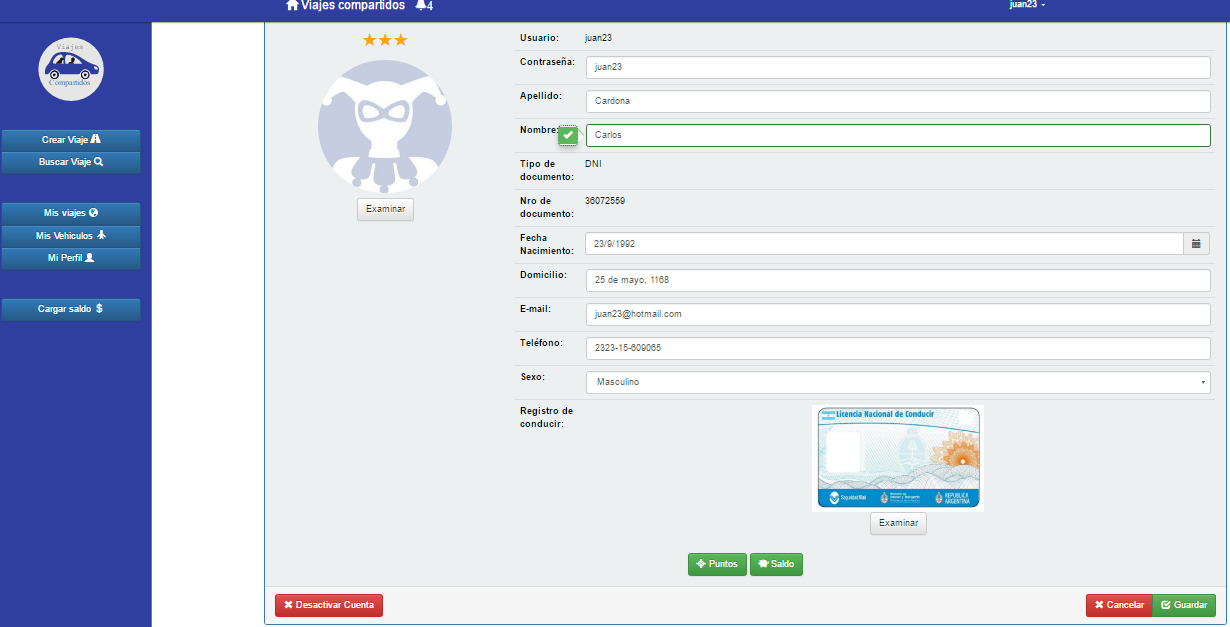 Viajes compartidos 4
juan23
Viajes
Compartidos
Crear Viaje
Buscar Viaje
Mis viajes
Mis Vehiculos
Mi Perfil
Cargar saldo $
Examinar
Usuario: juan23
Contraseña: juan23
Apellido: Cardona
Nombre: Carlos
Tipo de documento: DNI
Nro de documento: 36072559
Fecha Nacimiento: 23/9/1992
Domicilio: 25 de mayo, 1168
E-mail: juan23@hotmail.com
Teléfono: 2323-15-609065
Sexo: Masculino
Registro de
conducir:
Licencia Nacional de Conducir
Seguridad Vial
REPUBLICA
ARGENTINA
Examinar
Puntos Saldo
Desactivar Cuenta Cancelar Guardar